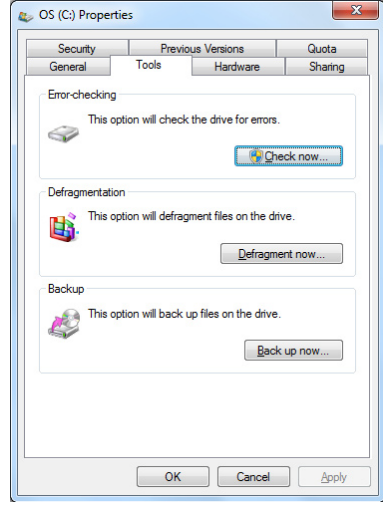 OS (C:) Properties
Security Previous Versions Quota
General Tools Hardware Sharing
Error-checking
This option will check the drive for errors.
Check now...
Defragmentation
This option will defragment files on the drive.
Defragment now...
Backup
This option will back up files on the drive.
Back up now...
OK Cancel Apply